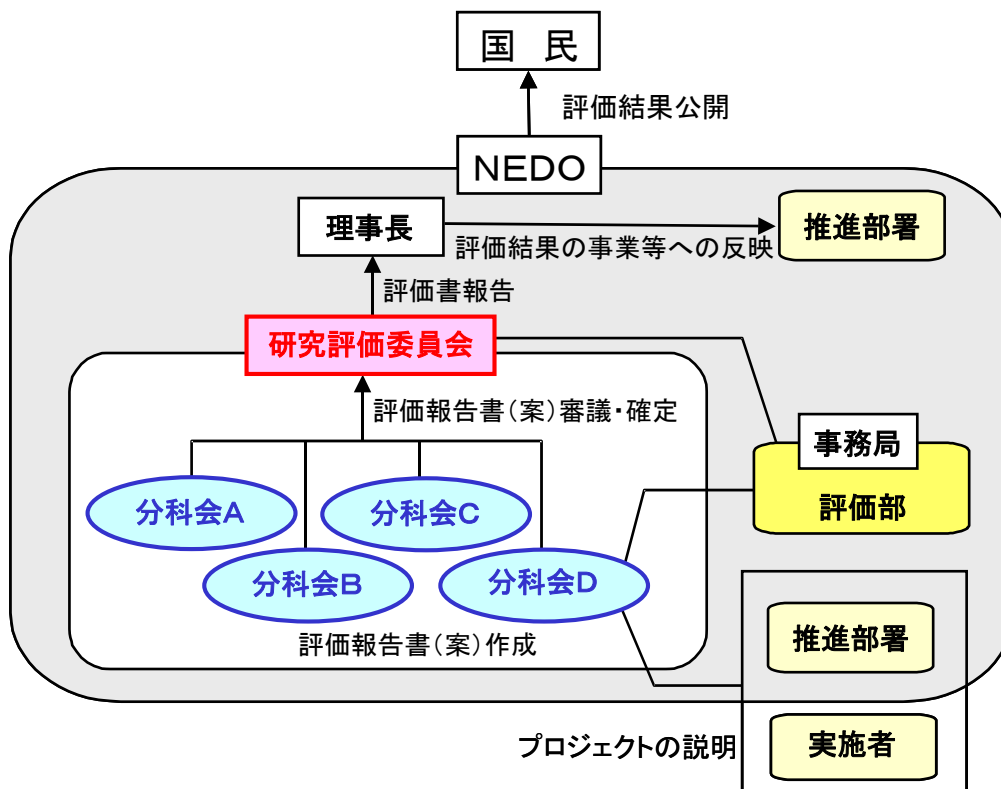 国　民
評価結果公開
NEDO
理事長
推進部署
評価結果の事業等への反映
評価書報告
研究評価委員会
評価報告書（案）審議・確定
事務局
評価部
分科会A
分科会C
分科会B
分科会D
評価報告書（案）作成
推進部署
プロジェクトの説明
実施者